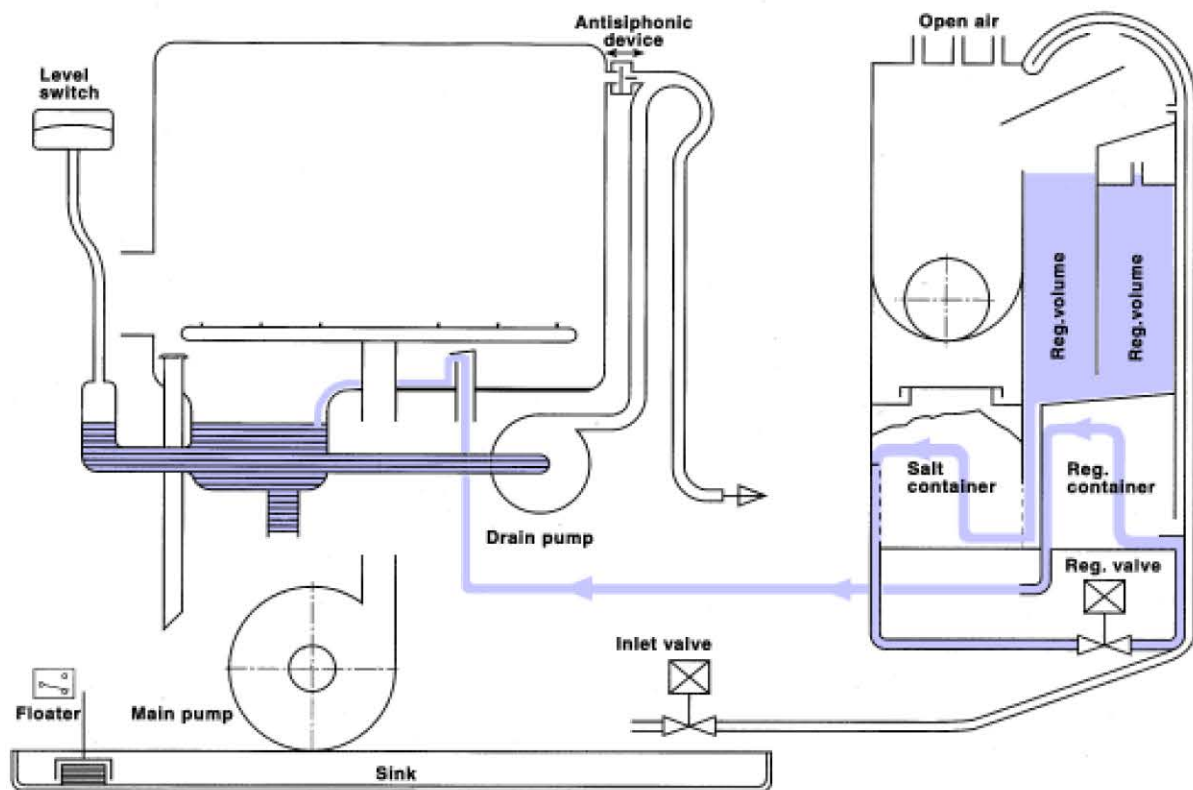 Antisiphonic
device
Open air
Level
switch
Reg.volume
Reg.volume
Salt
container
Reg.
container
Drain pump
Reg. valve
Inlet valve
Floater
Main pump
Sink